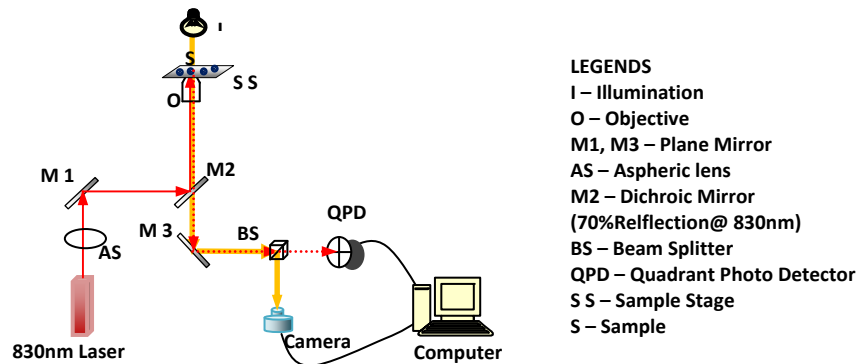 I
S
S S
O
M 1
M2
AS
M 3
BS
QPD
830nm Laser
Camera
Computer
LEGENDS
I – Illumination
O – Objective
M1, M3 – Plane Mirror
AS – Aspheric lens
M2 – Dichroic Mirror
(70%Relflection@ 830nm)
BS – Beam Splitter
QPD – Quadrant Photo Detector
S S – Sample Stage
S – Sample